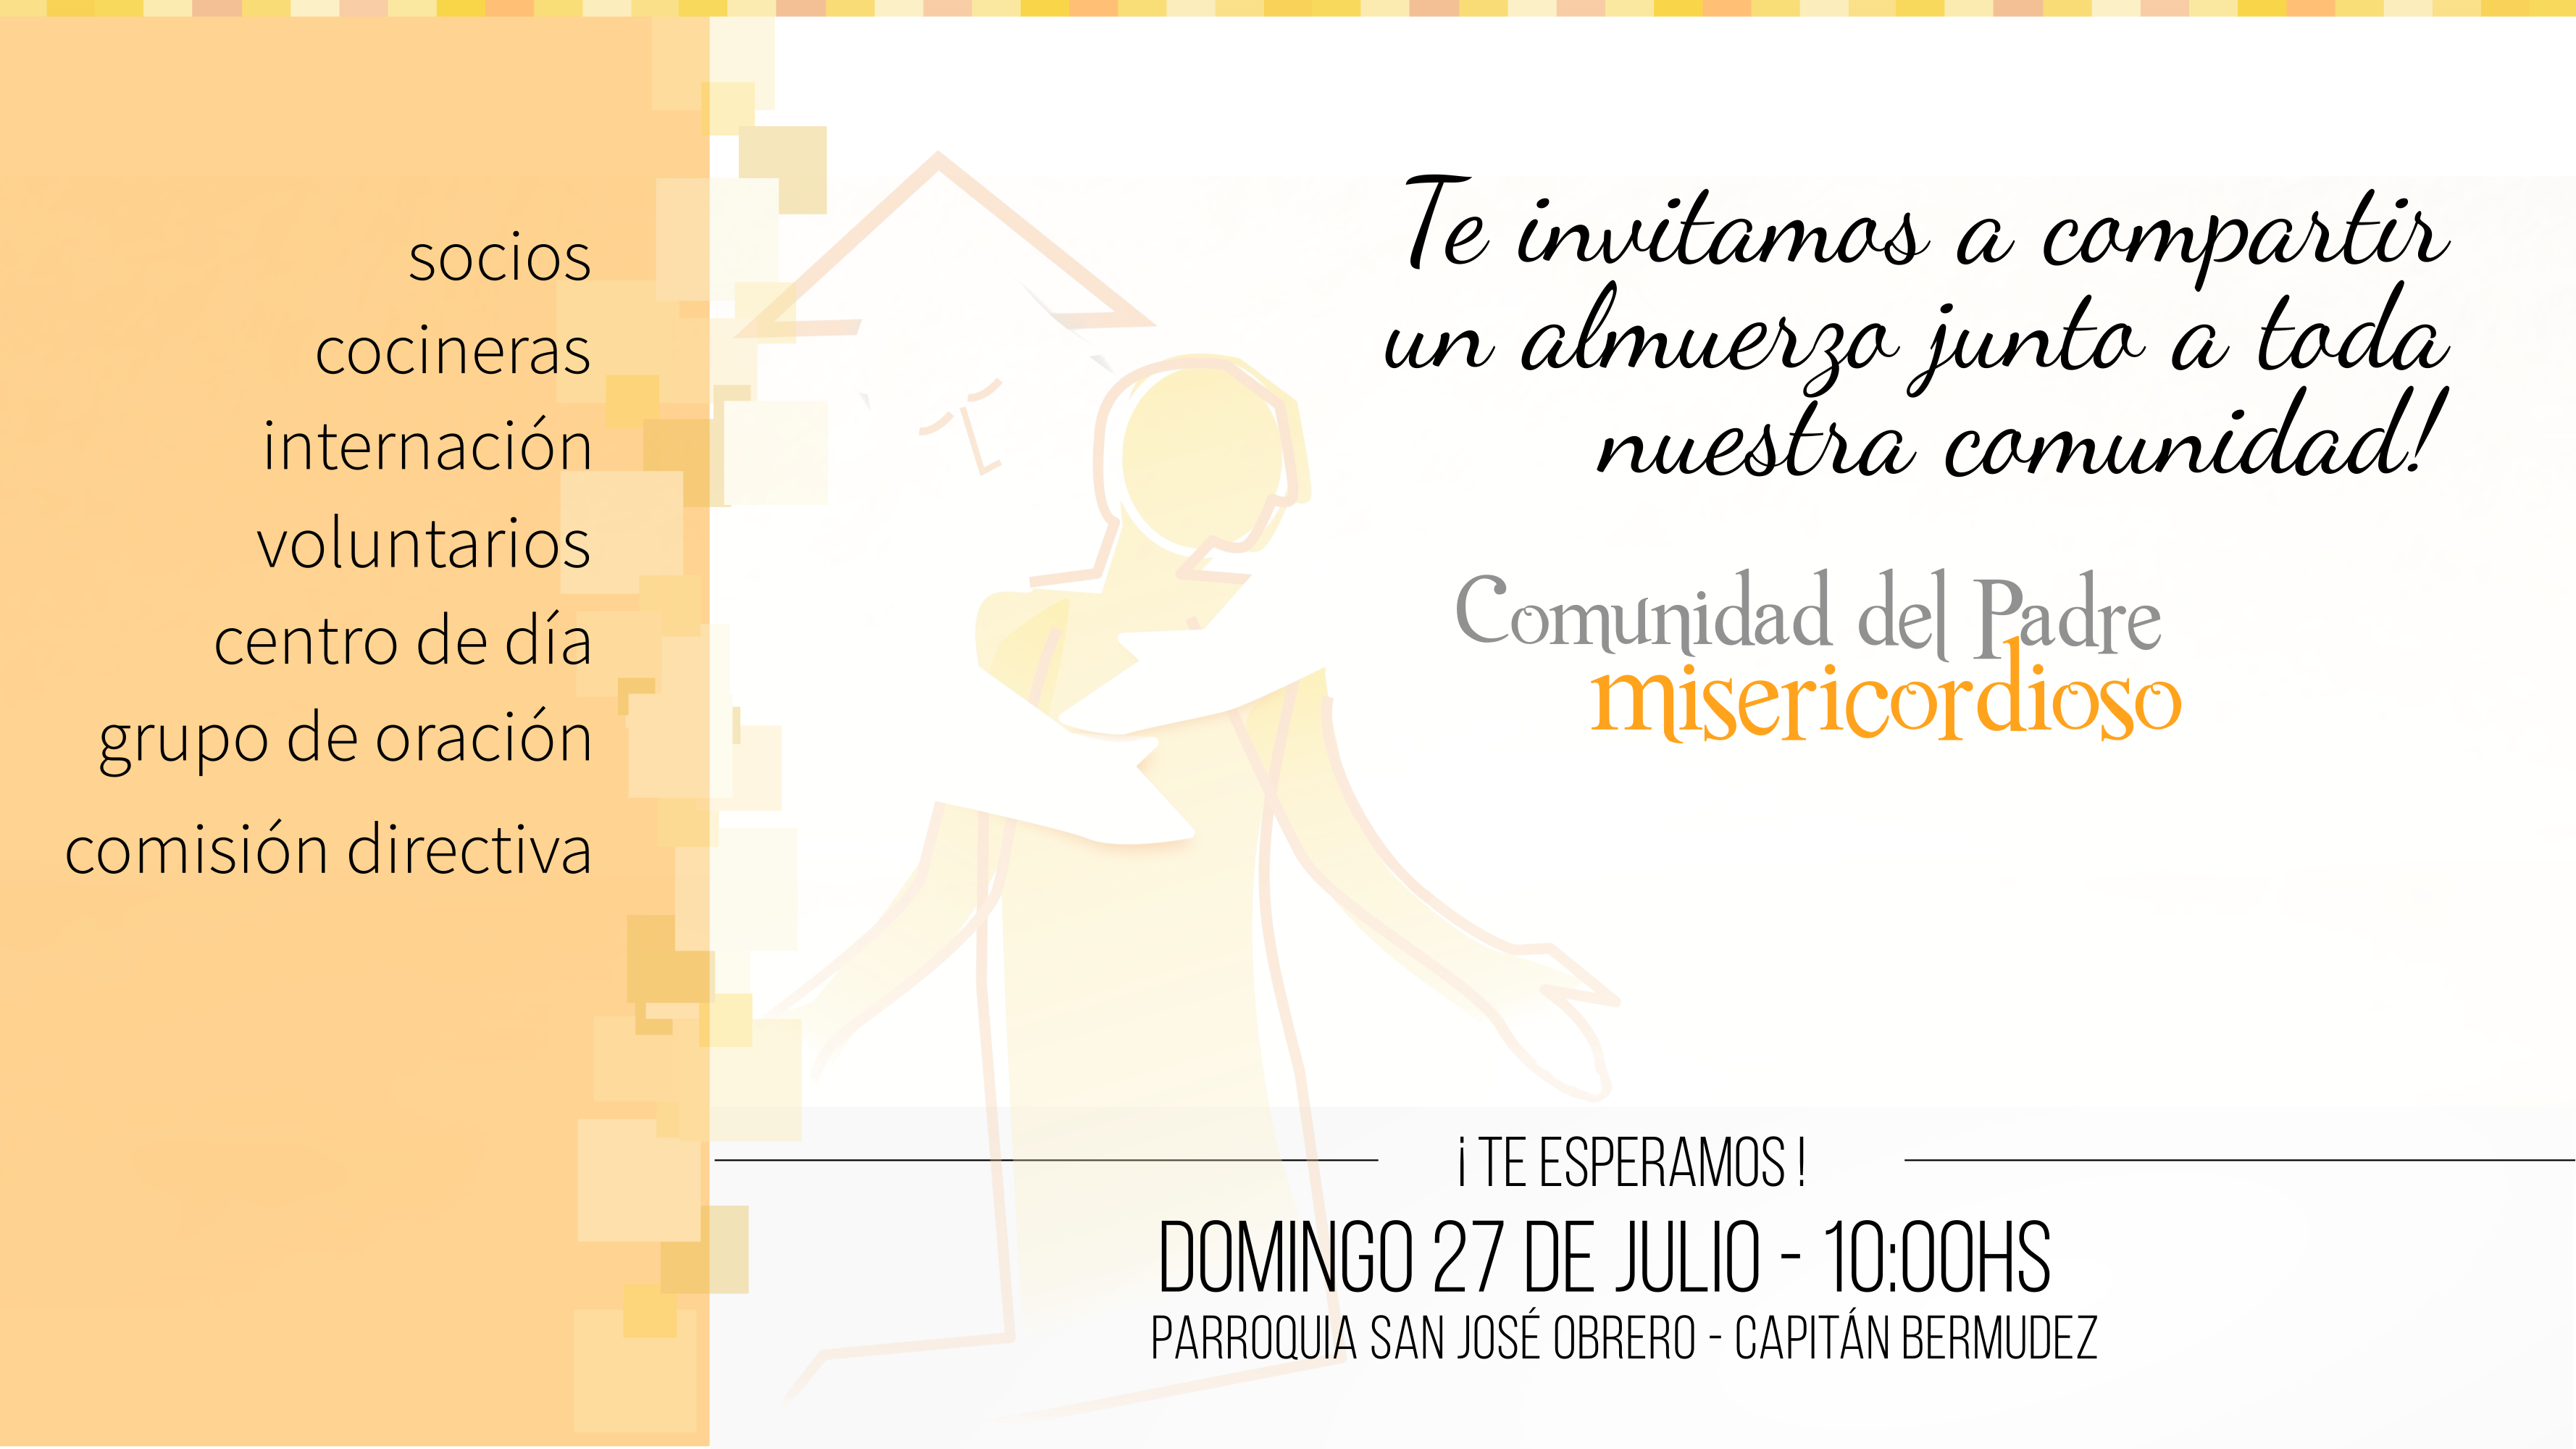 socios
cocineras
internación
voluntarios
centro de día
grupo de oración
comisión directiva
Te invitamos a compartir
un almuerzo junto a toda
nuestra comunidad!
Comunidad del Padre
misericordioso
¡ TE ESPERAMOS !
DOMINGO 27 DE JULIO - 10:00HS
PARROQUIA SAN JOSÉ OBRERO - CAPITÁN BERMUDEZ